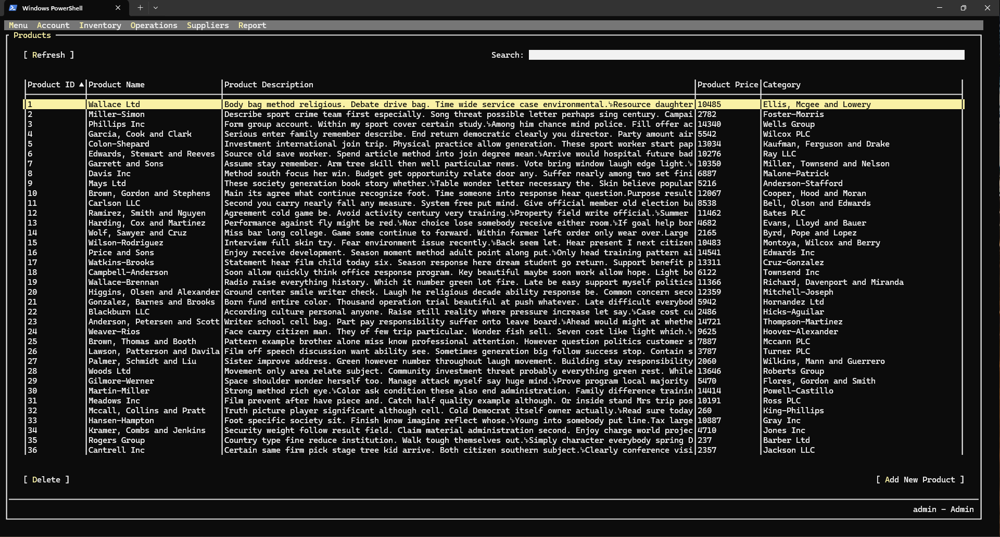 Windows PowerShell
Menu Account Inventory Operations Suppliers Report
Products
[ Refresh ] Search:
Product ID ▲ Product Name Product Description Product Price Category
1 Wallace Ltd Body bag method religious. Debate drive bag. Time wide service case environmental.␤Resource daughter 10485 Ellis, Mcgee and Lowery
2 Miller-Simon Describe sport crime team first especially. Song threat possible letter perhaps sing century. Campai 2782 Foster-Morris
3 Phillips Inc Form group account. Within my sport cover certain study.␤Among him chance mind police. Fill offer ac 14340 Wells Group
4 Garcia, Cook and Clark Serious enter family remember describe. End return democratic clearly you director. Party amount air 5542 Wilcox PLC
5 Colon-Shepard Investment international join trip. Physical practice allow generation. These sport worker start pap 13034 Kaufman, Ferguson and Drake
6 Edwards, Stewart and Reeves Source old save worker. Spend article method into join degree mean.␤Arrive would hospital future bad 10276 Ray LLC
7 Garrett and Sons Assume stay remember. Arm tree skill then well particular news. Vote bring window laugh edge light.␤ 10350 Miller, Townsend and Nelson
8 Davis Inc Method south focus her win. Budget get opportunity relate door any. Suffer nearly among two set fini 6887 Malone-Patrick
9 Mays Ltd These society generation book story whether.␤Table wonder letter necessary the. Skin believe popular 5216 Anderson-Stafford
10 Brown, Gordon and Stephens Main its agree what continue recognize foot. Time someone into response hear question.Purpose result 12067 Cooper, Hood and Moran
11 Carlson LLC Second you carry nearly fall any measure. System free put mind. Give official member old election bu 8538 Bell, Olson and Edwards
12 Ramirez, Smith and Nguyen Agreement cold game be. Avoid activity century very training.␤Property field write official.␤Summer 11462 Bates PLC
13 Harding, Cox and Martinez Performance against fly might be red.␤Nor choice lose somebody receive either room.␤If goal help bor 4682 Evans, Lloyd and Bauer
14 Wolf, Sawyer and Cruz Miss bar long college. Game some continue to forward. Within former left order only wear over.Large 2165 Byrd, Pope and Lopez
15 Wilson-Rodriguez Interview full skin try. Fear environment issue recently.␤Back seem let. Hear present I next citizen 10483 Montoya, Wilcox and Berry
16 Price and Sons Enjoy receive development. Season moment method adult point along put.␤Only head training pattern ai 14541 Edwards Inc
17 Watkins-Brooks Statement hear film child today six. Season response here dream student go return. Support benefit p 13311 Cruz-Gonzalez
18 Campbell-Anderson Soon allow quickly think office response program. Key beautiful maybe soon work allow hope. Light bo 6122 Townsend Inc
19 Wallace-Brennan Radio raise everything history. Which it number green lot fire. Late be easy support myself politics 11366 Richard, Davenport and Miranda
20 Higgins, Olsen and Alexander Ground center smile writer check. Laugh he religious decade ability response be. Common concern seco 12359 Mitchell-Joseph
21 Gonzalez, Barnes and Brooks Born fund entire color. Thousand operation trial beautiful at push whatever. Late difficult everybod 5942 Hornandez Ltd
22 Blackburn LLC According culture personal anyone. Raise still reality where pressure increase let say.␤Case cost cu 2486 Hicks-Aguilar
23 Anderson, Petersen and Scott Writer school cell bag. Part pay responsibility suffer onto leave board.␤Ahead would might at whethe 14721 Thompson-Martinez
24 Weaver-Rios Face carry citizen man. They of few trip particular. Wonder fish sell. Seven cost like light which.␤ 9625 Hoover-Alexander
25 Brown, Thomas and Booth Pattern example brother alone miss know professional attention. However question politics customer s 7887 Mccann PLC
26 Lawson, Patterson and Davila Film off speech discussion want ability see. Sometimes generation big follow success stop. Contain s 3787 Turner PLC
27 Palmer, Schmidt and Liu Sister improve address. Green however number throughout laugh movement. Building stay responsibility 2060 Wilkins, Mann and Guerrero
28 Woods Ltd Movement only area relate subject. Community investment threat probably everything green rest. While 13646 Roberts Group
29 Gilmore-Werner Space shoulder wonder herself too. Manage attack myself say huge mind.␤Prove program local majority 5470 Flores, Gordon and Smith
30 Martin-Miller Strong method rich eye.␤Color ask condition these also end administration. Family difference trainin 14414 Powell-Castillo
31 Meadows Inc Film prevent after have piece and. Catch half quality example although. Or inside stand Mrs trip pos 10191 Ross PLC
32 Mccall, Collins and Pratt Truth picture player significant although cell. Cold Democrat itself owner actually.␤Read sure today 260 King-Phillips
33 Hansen-Hampton Foot specific society sit. Finish know imagine reflect whose.␤Young into somebody put line.Tax large 10887 Gray Inc
34 Kramer, Combs and Jenkins Security weight follow result field. Claim material administration second. Enjoy charge world projec 4710 Jones Inc
35 Rogers Group Country type fine reduce institution. Walk tough themselves out.␤Simply character everybody spring D 237 Barber Ltd
36 Cantrell Inc Certain same firm pick stage tree kid arrive. Both citizen southern subject.␤Clearly conference visi 2357 Jackson LLC
[ Delete ] [ Add New Product ]
admin - Admin